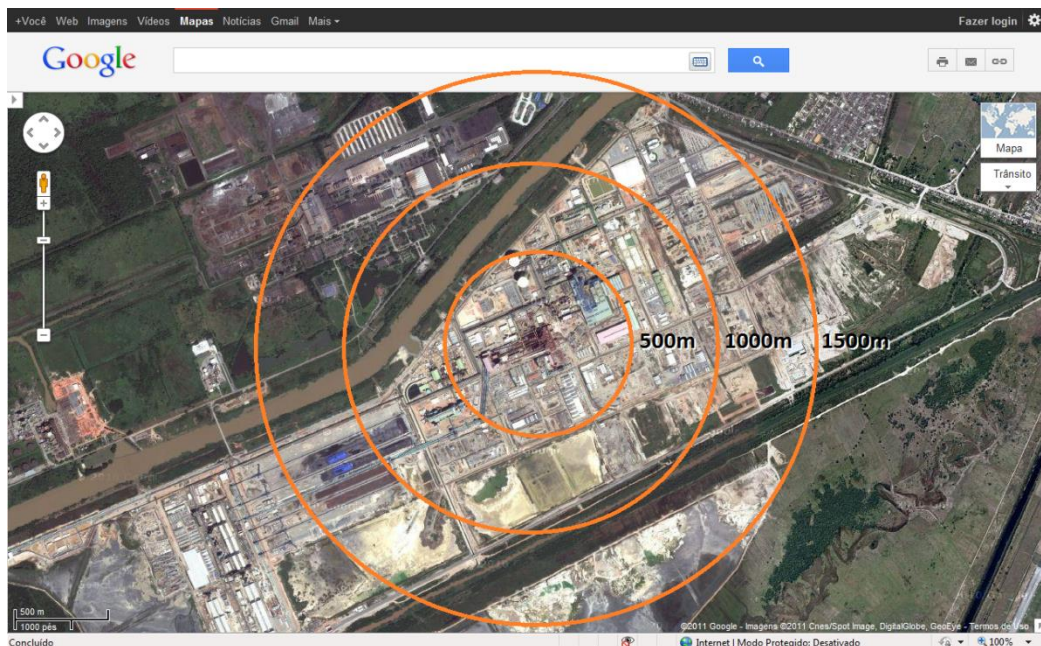 +Você Web Imagens Vídeos Mapas Notícias Gmail Mais
Fazer login
Google
Mapa
Trânsito
500m 1000m 1500m
500 m
1000 pés
©2011 Google - Imagens ©2011 Cnes/Spot Image, DigitalGlobe, GeoEye - Termos de Uso
Concluído
Internet | Modo Protegido: Desativado
100%